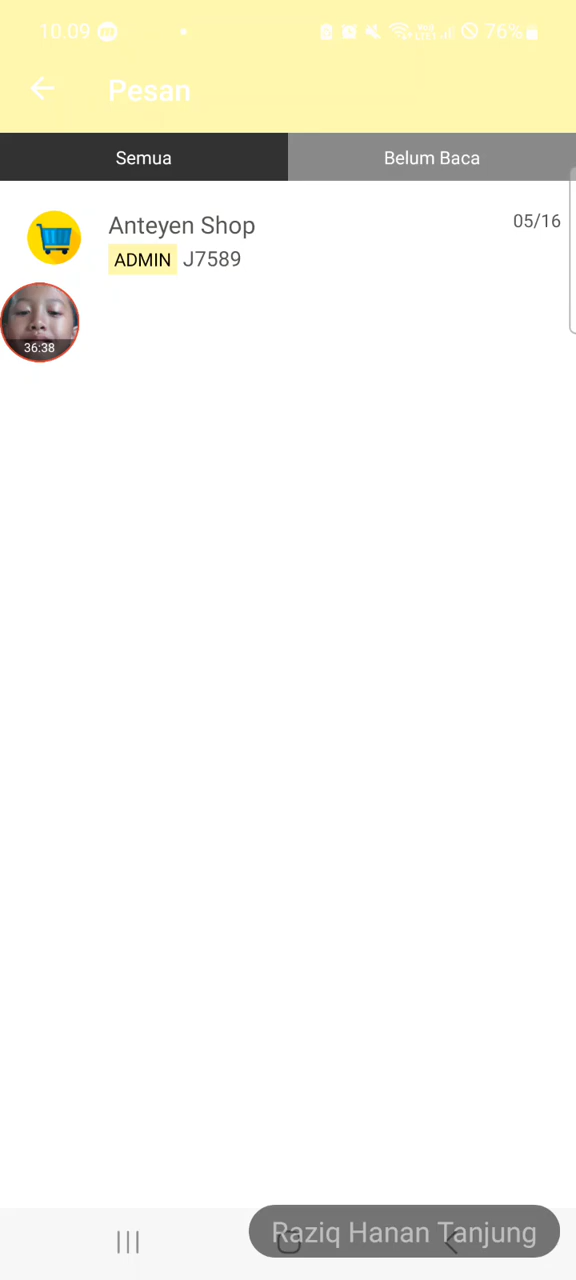 10.09
76%
Pesan
Semua
Belum Baca
Anteyen Shop
05/16
ADMIN J7589
36:38
Raziq Hanan Tanjung